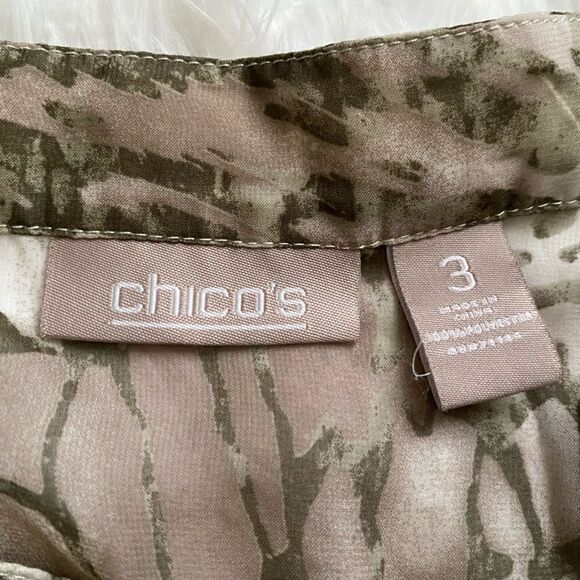 chico's
3
MADE IN
CHINA
100% POLYESTER